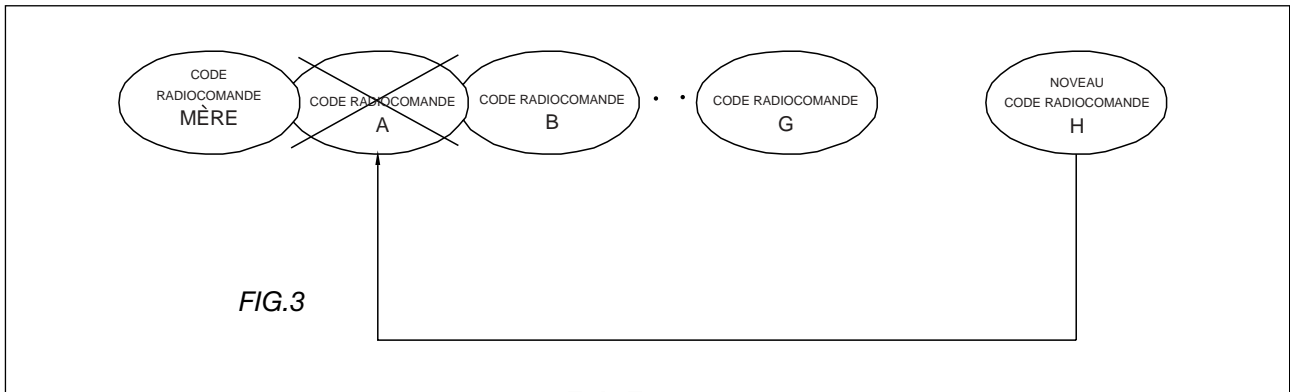 CODE
RADIOCOMANDE
MÈRE
CODE RADIOCOMANDE
A
CODE RADIOCOMANDE
B
CODE RADIOCOMANDE
G
NOVEAU
CODE RADIOCOMANDE
H
FIG.3